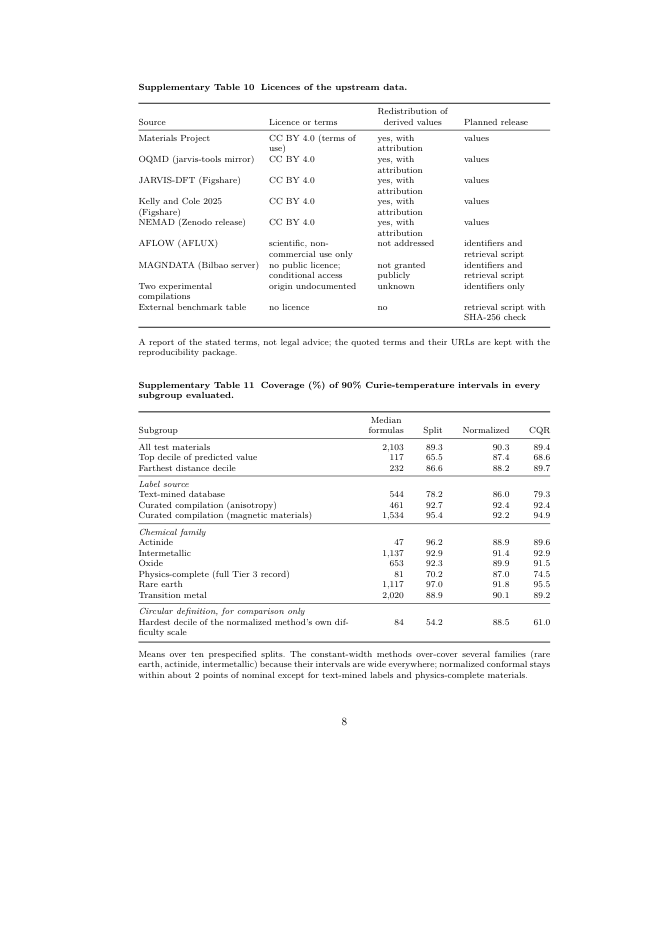 Supplementary Table 10 Licences of the upstream data.
Redistribution of
Source Licence or terms derived values Planned release
Materials Project CC BY 4.0 (terms of yes, with values
use) attribution
OQMD (jarvis-tools mirror) CC BY 4.0 yes, with values
attribution
JARVIS-DFT (Figshare) CC BY 4.0 yes, with values
attribution
Kelly and Cole 2025 CC BY 4.0 yes, with values
(Figshare) attribution
NEMAD (Zenodo release) CC BY 4.0 yes, with values
attribution
AFLOW (AFLUX) scientific, non- not addressed identifiers and
commercial use only retrieval script
MAGNDATA (Bilbao server) no public licence; not granted identifiers and
conditional access publicly retrieval script
Two experimental origin undocumented unknown identifiers only
compilations
External benchmark table no licence no retrieval script with
SHA-256 check
A report of the stated terms, not legal advice; the quoted terms and their URLs are kept with the
reproducibility package.
Supplementary Table 11 Coverage (%) of 90% Curie-temperature intervals in every
subgroup evaluated.
Median
Subgroup formulas Split Normalized CQR
All test materials 2,103 89.3 90.3 89.4
Top decile of predicted value 117 65.5 87.4 68.6
Farthest distance decile 232 86.6 88.2 89.7
Label source
Text-mined database 544 78.2 86.0 79.3
Curated compilation (anisotropy) 461 92.7 92.4 92.4
Curated compilation (magnetic materials) 1,534 95.4 92.2 94.9
Chemical family
Actinide 47 96.2 88.9 89.6
Intermetallic 1,137 92.9 91.4 92.9
Oxide 653 92.3 89.9 91.5
Physics-complete (full Tier 3 record) 81 70.2 87.0 74.5
Rare earth 1,117 97.0 91.8 95.5
Transition metal 2,020 88.9 90.1 89.2
Circular definition, for comparison only
Hardest decile of the normalized method's own dif- 84 54.2 88.5 61.0
ficulty scale
Means over ten prespecified splits. The constant-width methods over-cover several families (rare
earth, actinide, intermetallic) because their intervals are wide everywhere; normalized conformal stays
within about 2 points of nominal except for text-mined labels and physics-complete materials.
8